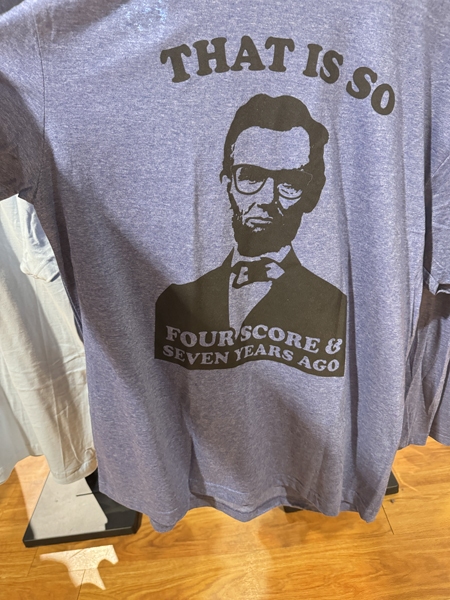 THAT IS SO
FOUR SCORE &
SEVEN YEARS AGO